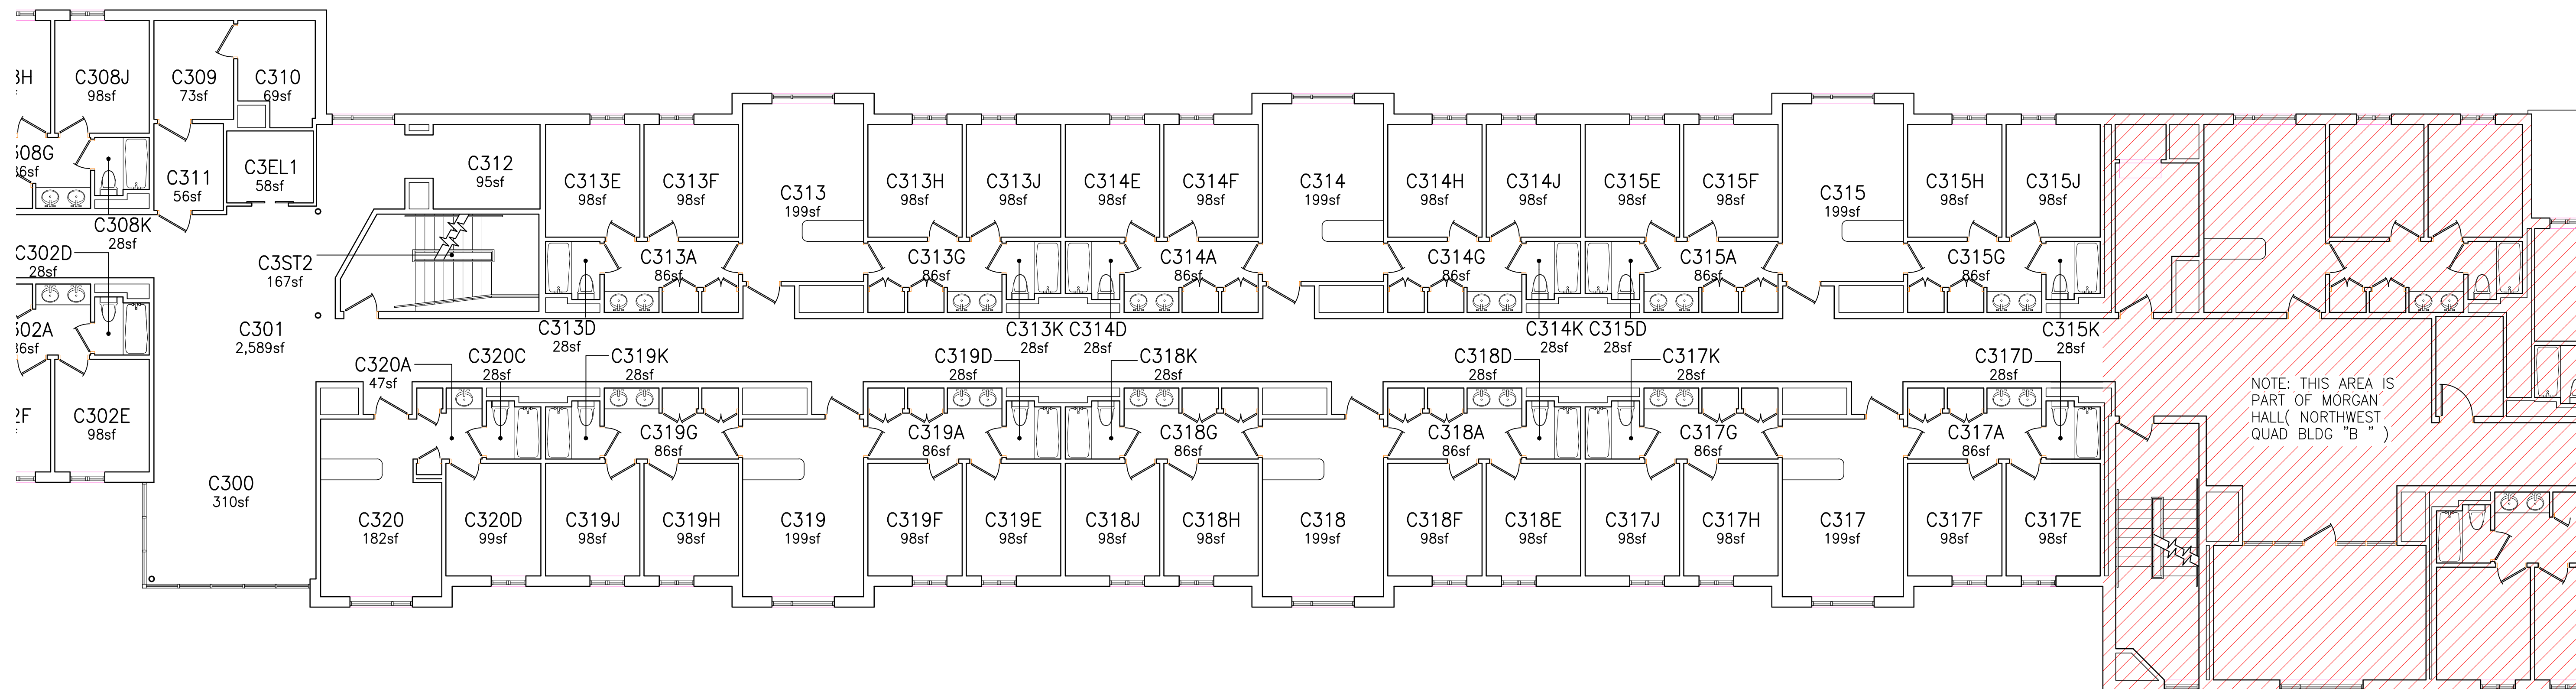 C308J
98sf
C309
73sf
C310
69sf
C311
56sf
C3EL1
58sf
C308K
28sf
C302D
28sf
C302E
98sf
C3ST2
167sf
C301
2,589sf
C300
310sf
C312
95sf
C313E
98sf
C313F
98sf
C313
199sf
C313H
98sf
C313J
98sf
C314E
98sf
C314F
98sf
C314
199sf
C314H
98sf
C314J
98sf
C315E
98sf
C315F
98sf
C315
199sf
C315H
98sf
C315J
98sf
C313A
86sf
C313G
86sf
C314A
86sf
C314G
86sf
C315A
86sf
C315G
86sf
C313D
28sf
C313K
28sf
C314D
28sf
C314K
28sf
C315D
28sf
C315K
28sf
C320A
47sf
C320C
28sf
C319K
28sf
C319D
28sf
C318K
28sf
C318D
28sf
C317K
28sf
C317D
28sf
C319G
86sf
C319A
86sf
C318G
86sf
C318A
86sf
C317G
86sf
C317A
86sf
C320
182sf
C320D
99sf
C319J
98sf
C319H
98sf
C319
199sf
C319F
98sf
C319E
98sf
C318J
98sf
C318H
98sf
C318
199sf
C318F
98sf
C318E
98sf
C317J
98sf
C317H
98sf
C317
199sf
C317F
98sf
C317E
98sf
NOTE: THIS AREA IS
PART OF MORGAN
HALL( NORTHWEST
QUAD BLDG "B " )